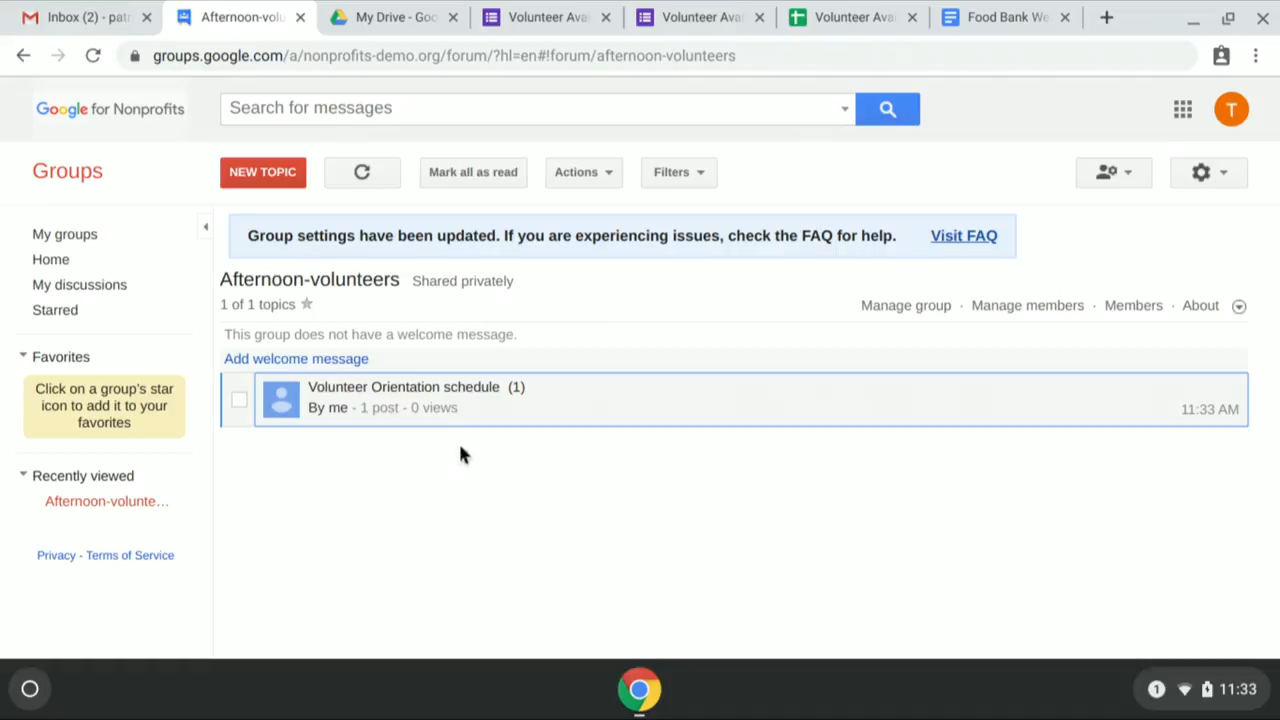 Inbox (2) - pat
Afternoon-volu
My Drive - Goo
Volunteer Avai
Volunteer Avai
Volunteer Avai
Food Bank We
groups.google.com/a/nonprofits-demo.org/forum/?hl=en#!forum/afternoon-volunteers
Google for Nonprofits
Search for messages
T
Groups
NEW TOPIC
Mark all as read
Actions
Filters
My groups
Home
My discussions
Starred
Favorites
Click on a group's star
icon to add it to your
favorites
Recently viewed
Afternoon-volunte...
Privacy - Terms of Service
Group settings have been updated. If you are experiencing issues, check the FAQ for help. Visit FAQ
Afternoon-volunteers Shared privately
1 of 1 topics
Manage group · Manage members · Members · About
This group does not have a welcome message.
Add welcome message
Volunteer Orientation schedule (1)
By me - 1 post - 0 views
11:33 AM
1 11:33